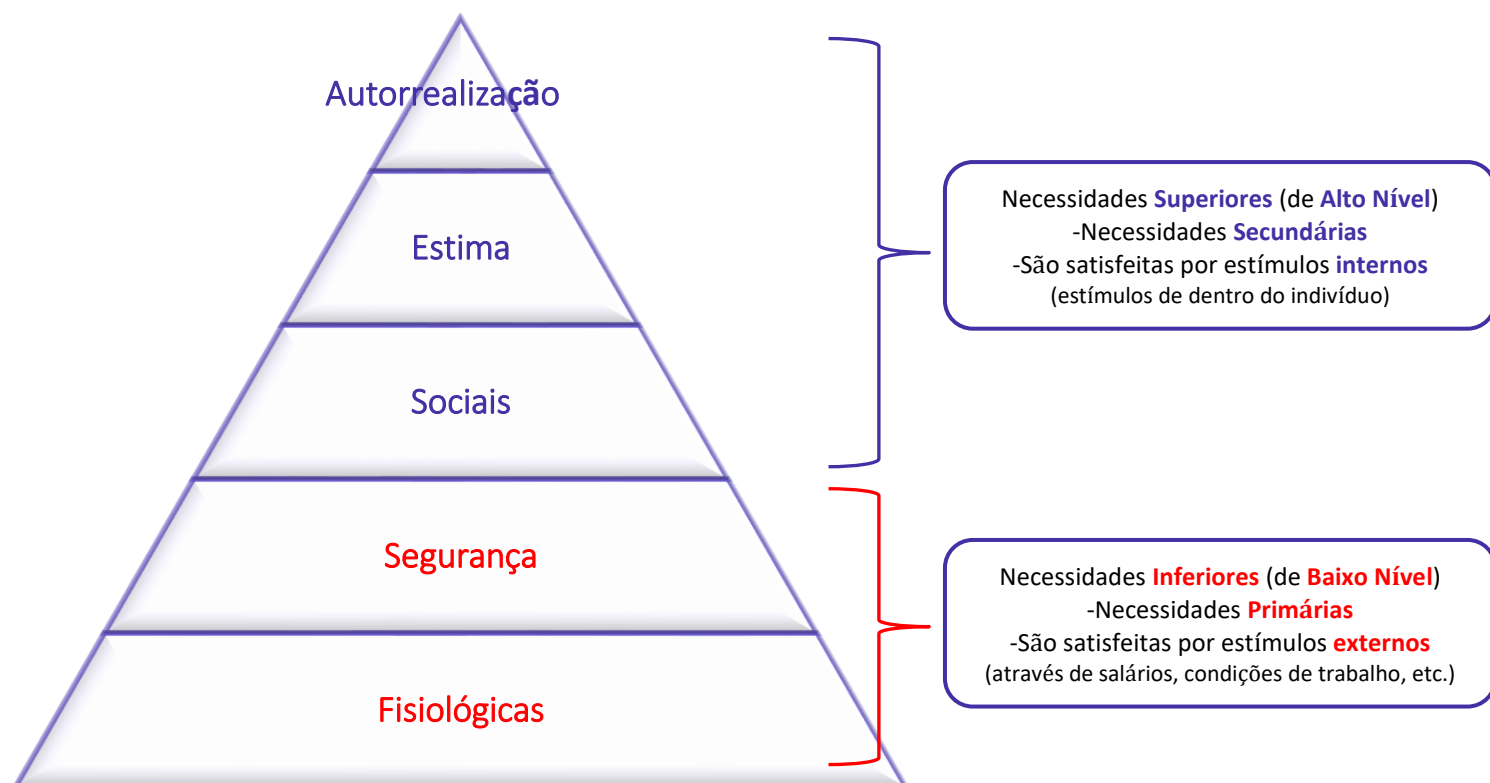 Autorrealização
Estima
Sociais
Segurança
Fisiológicas
Necessidades Superiores (de Alto Nível)
-Necessidades Secundárias
-São satisfeitas por estímulos internos
(estímulos de dentro do indivíduo)
Necessidades Inferiores (de Baixo Nível)
-Necessidades Primárias
-São satisfeitas por estímulos externos
(através de salários, condições de trabalho, etc.)